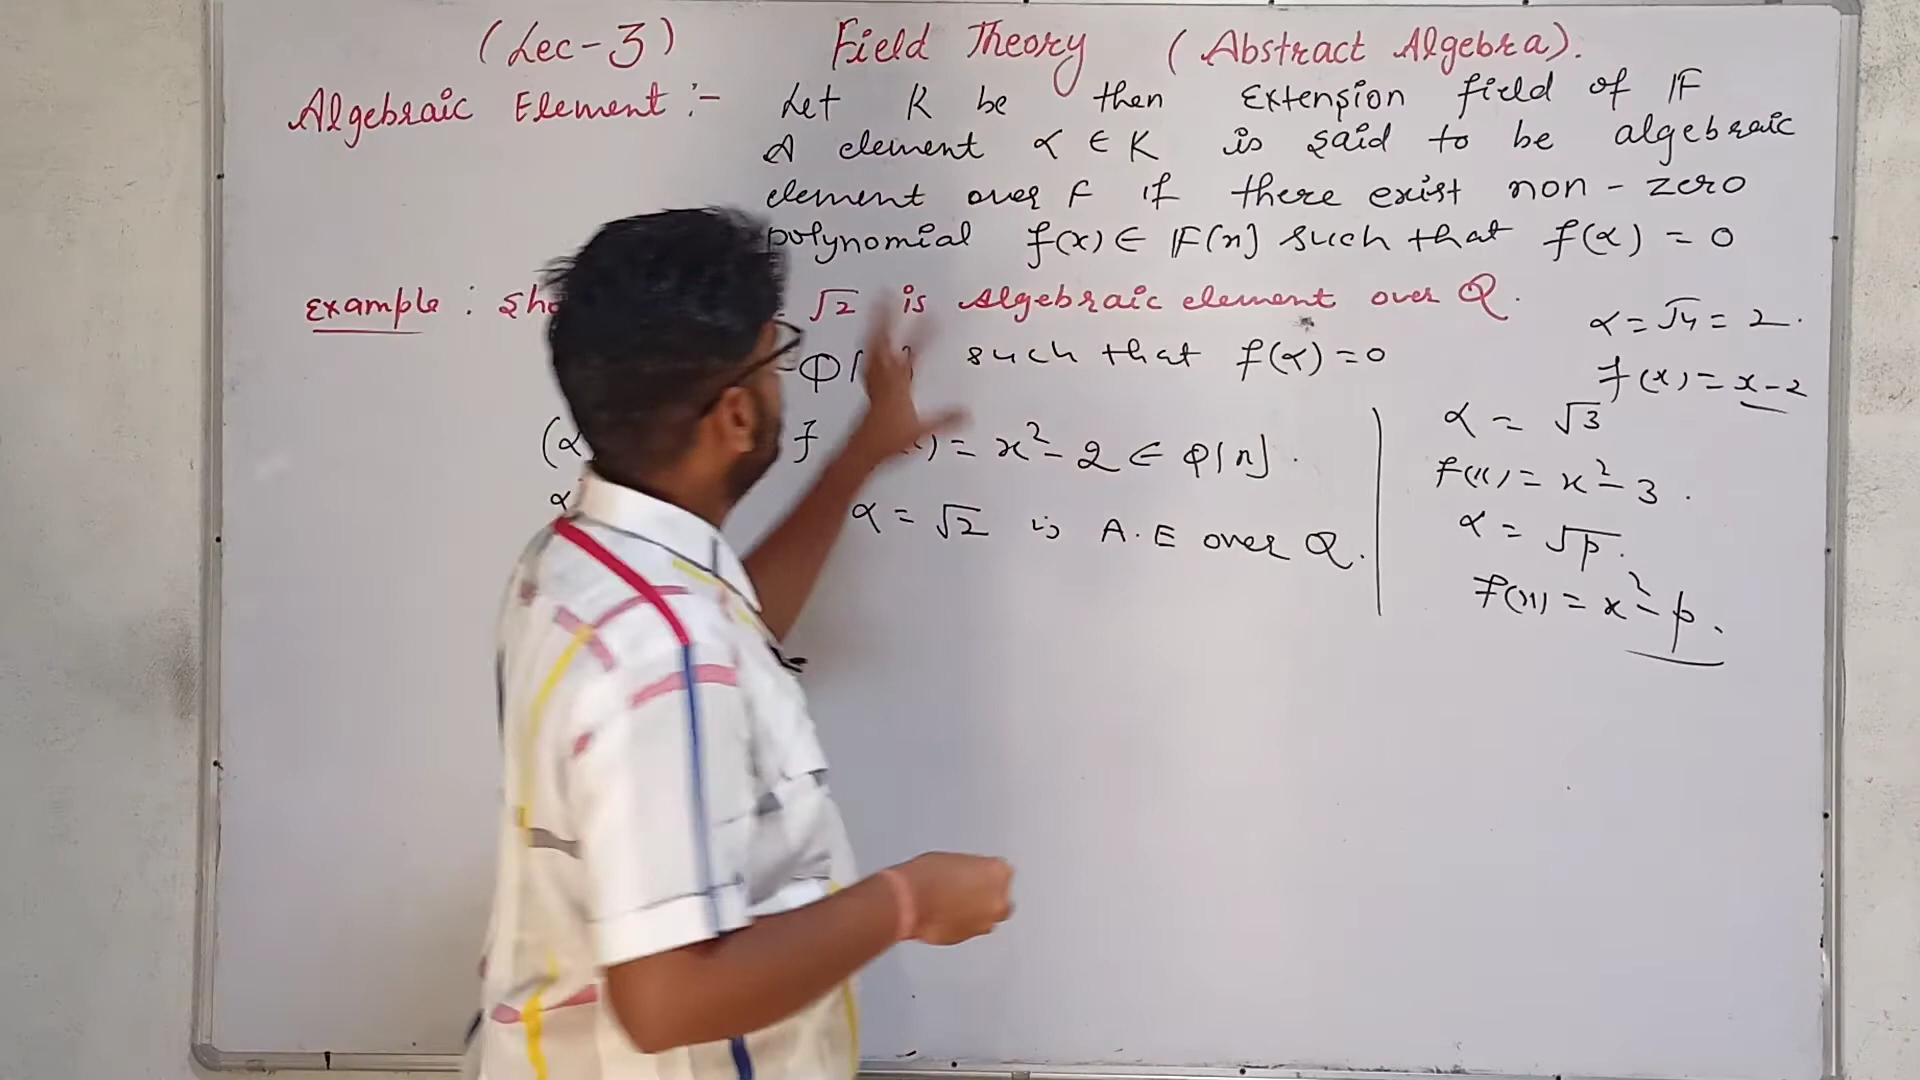 (Lec-3) Field Theory (Abstract Algebra).
Algebraic Element :- Let K be then Extension field of F
A element α ∈ K is said to be algebraic
element over F if there exist non-zero
polynomial f(x) ∈ F[x] such that f(α) = 0
Example : √2 is Algebraic element over Q.
such that f(α) = 0
= x² - 2 ∈ Q[x].
α = √2 is A.E over Q.
α = √4 = 2.
f(x) = x-2
α = √3
f(x) = x² - 3.
α = √p.
f(x) = x² - p.